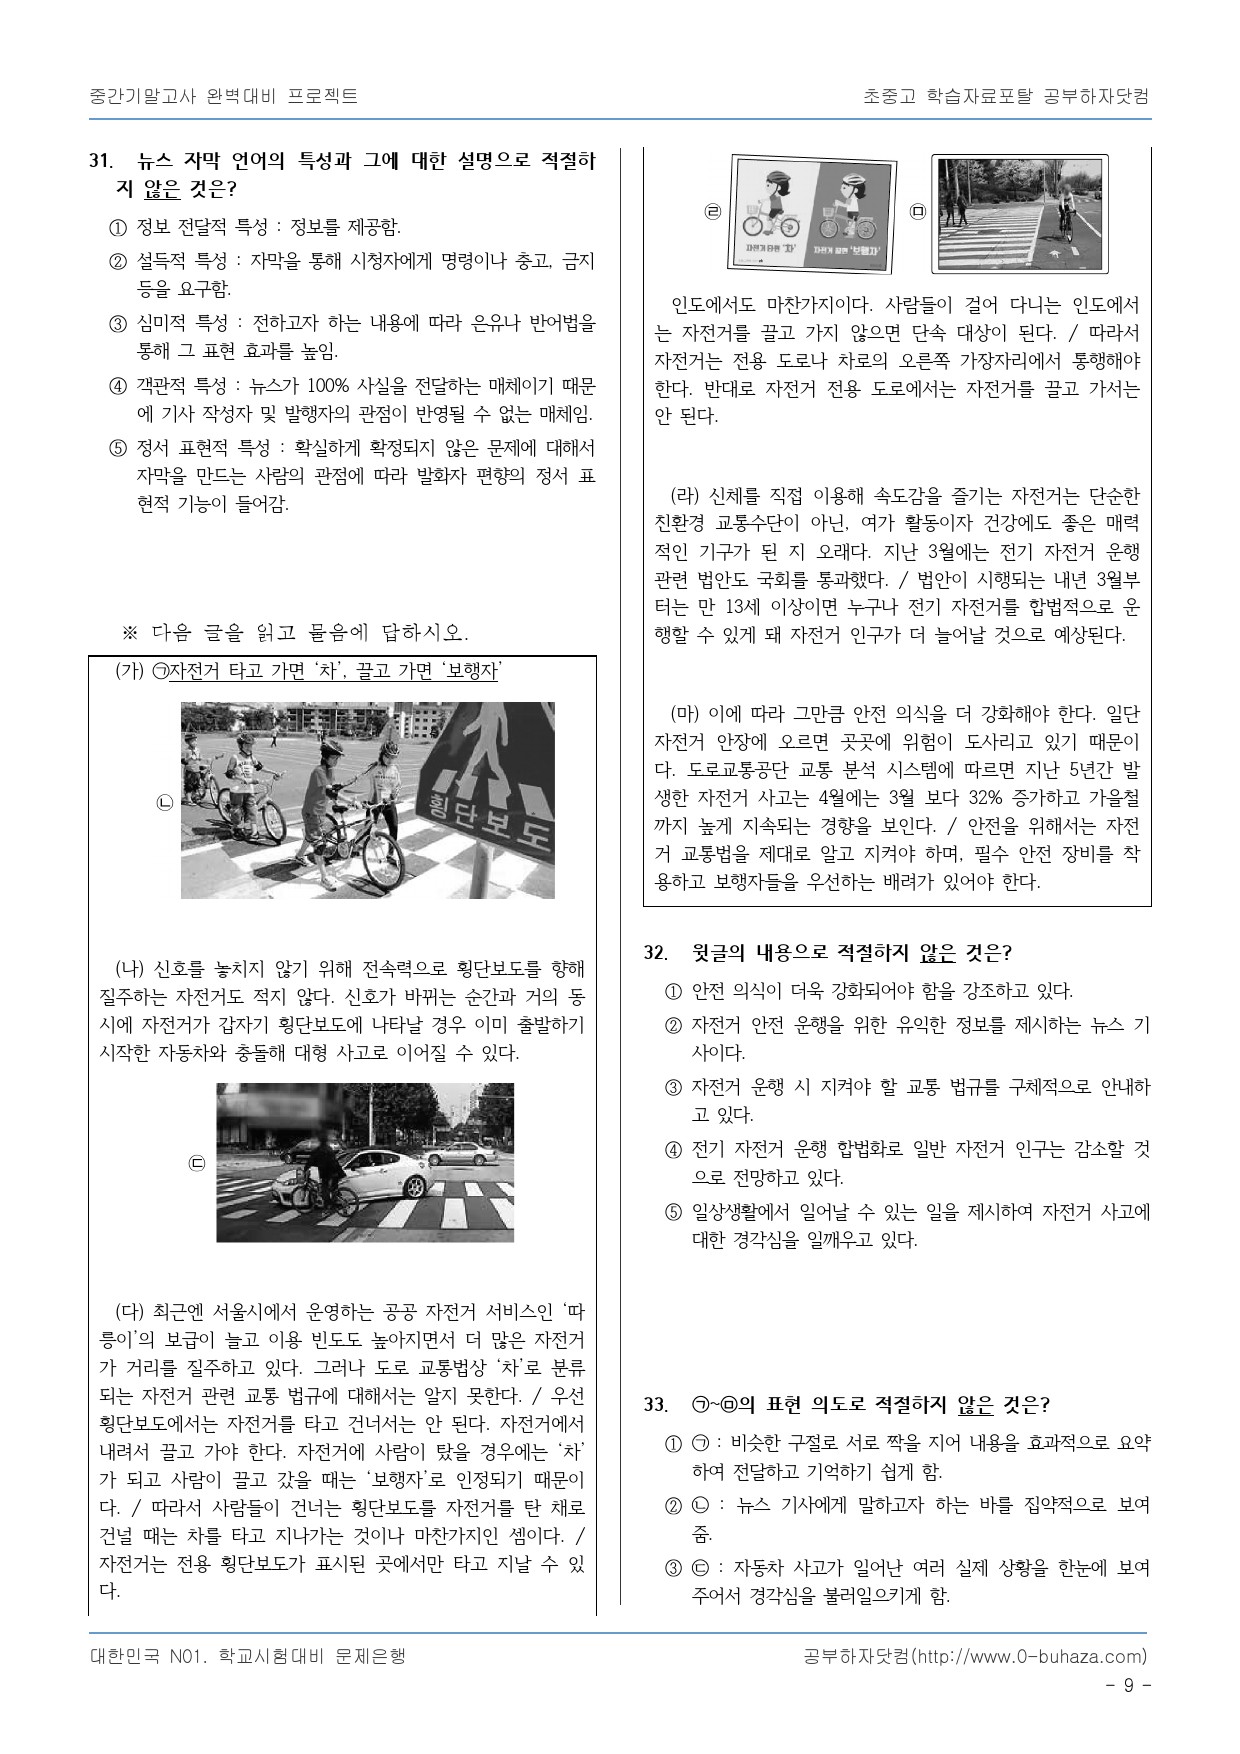 중간기말고사 완벽대비 프로젝트
초중고 학습자료포탈 공부하자닷컴
31. 뉴스 자막 언어의 특성과 그에 대한 설명으로 적절하
지 않은 것은?
① 정보 전달적 특성 : 정보를 제공함.
② 설득적 특성 : 자막을 통해 시청자에게 명령이나 충고, 금지
등을 요구함.
③ 심미적 특성 : 전하고자 하는 내용에 따라 은유나 반어법을
통해 그 표현 효과를 높임.
④ 객관적 특성 : 뉴스가 100% 사실을 전달하는 매체이기 때문
에 기사 작성자 및 발행자의 관점이 반영될 수 없는 매체임.
⑤ 정서 표현적 특성 : 확실하게 확정되지 않은 문제에 대해서
자막을 만드는 사람의 관점에 따라 발화자 편향의 정서 표
현적 기능이 들어감.
※ 다음 글을 읽고 물음에 답하시오.
(가) ㉠자전거 타고 가면 ‘차’, 끌고 가면 ‘보행자’
㉡
횡단보도
(나) 신호를 놓치지 않기 위해 전속력으로 횡단보도를 향해
질주하는 자전거도 적지 않다. 신호가 바뀌는 순간과 거의 동
시에 자전거가 갑자기 횡단보도에 나타날 경우 이미 출발하기
시작한 자동차와 충돌해 대형 사고로 이어질 수 있다.
㉢
(다) 최근엔 서울시에서 운영하는 공공 자전거 서비스인 ‘따
릉이’의 보급이 늘고 이용 빈도도 높아지면서 더 많은 자전거
가 거리를 질주하고 있다. 그러나 도로 교통법상 ‘차’로 분류
되는 자전거 관련 교통 법규에 대해서는 알지 못한다. / 우선
횡단보도에서는 자전거를 타고 건너서는 안 된다. 자전거에서
내려서 끌고 가야 한다. 자전거에 사람이 탔을 경우에는 ‘차’
가 되고 사람이 끌고 갔을 때는 ‘보행자’로 인정되기 때문이
다. / 따라서 사람들이 건너는 횡단보도를 자전거를 탄 채로
건널 때는 차를 타고 지나가는 것이나 마찬가지인 셈이다. /
자전거는 전용 횡단보도가 표시된 곳에서만 타고 지날 수 있
다.
㉣
자전거 타면 ‘차’
자전거 끌면 ‘보행자’
㉤
인도에서도 마찬가지이다. 사람들이 걸어 다니는 인도에서
는 자전거를 끌고 가지 않으면 단속 대상이 된다. / 따라서
자전거는 전용 도로나 차로의 오른쪽 가장자리에서 통행해야
한다. 반대로 자전거 전용 도로에서는 자전거를 끌고 가서는
안 된다.
(라) 신체를 직접 이용해 속도감을 즐기는 자전거는 단순한
친환경 교통수단이 아닌, 여가 활동이자 건강에도 좋은 매력
적인 기구가 된 지 오래다. 지난 3월에는 전기 자전거 운행
관련 법안도 국회를 통과했다. / 법안이 시행되는 내년 3월부
터는 만 13세 이상이면 누구나 전기 자전거를 합법적으로 운
행할 수 있게 돼 자전거 인구가 더 늘어날 것으로 예상된다.
(마) 이에 따라 그만큼 안전 의식을 더 강화해야 한다. 일단
자전거 안장에 오르면 곳곳에 위험이 도사리고 있기 때문이
다. 도로교통공단 교통 분석 시스템에 따르면 지난 5년간 발
생한 자전거 사고는 4월에는 3월 보다 32% 증가하고 가을철
까지 높게 지속되는 경향을 보인다. / 안전을 위해서는 자전
거 교통법을 제대로 알고 지켜야 하며, 필수 안전 장비를 착
용하고 보행자들을 우선하는 배려가 있어야 한다.
32. 윗글의 내용으로 적절하지 않은 것은?
① 안전 의식이 더욱 강화되어야 함을 강조하고 있다.
② 자전거 안전 운행을 위한 유익한 정보를 제시하는 뉴스 기
사이다.
③ 자전거 운행 시 지켜야 할 교통 법규를 구체적으로 안내하
고 있다.
④ 전기 자전거 운행 합법화로 일반 자전거 인구는 감소할 것
으로 전망하고 있다.
⑤ 일상생활에서 일어날 수 있는 일을 제시하여 자전거 사고에
대한 경각심을 일깨우고 있다.
33. ㉠~㉤의 표현 의도로 적절하지 않은 것은?
① ㉠ : 비슷한 구절로 서로 짝을 지어 내용을 효과적으로 요약
하여 전달하고 기억하기 쉽게 함.
② ㉡ : 뉴스 기사에게 말하고자 하는 바를 집약적으로 보여
줌.
③ ㉢ : 자동차 사고가 일어난 여러 실제 상황을 한눈에 보여
주어서 경각심을 불러일으키게 함.
대한민국 N01. 학교시험대비 문제은행
공부하자닷컴(http://www.0-buhaza.com)
- 9 -